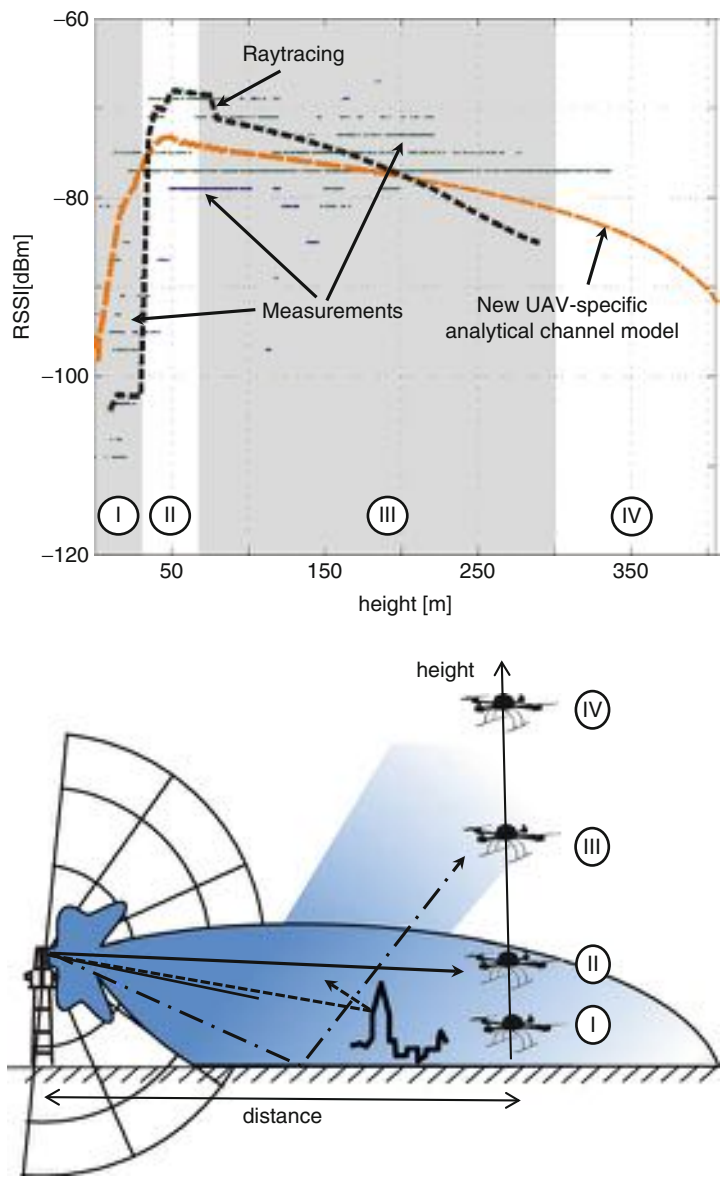 −60
Raytracing
−80
RSSI[dBm]
Measurements
New UAV-specific
analytical channel model
−100
I
II
III
IV
−120
50
150
250
350
height [m]
height
IV
III
II
I
distance